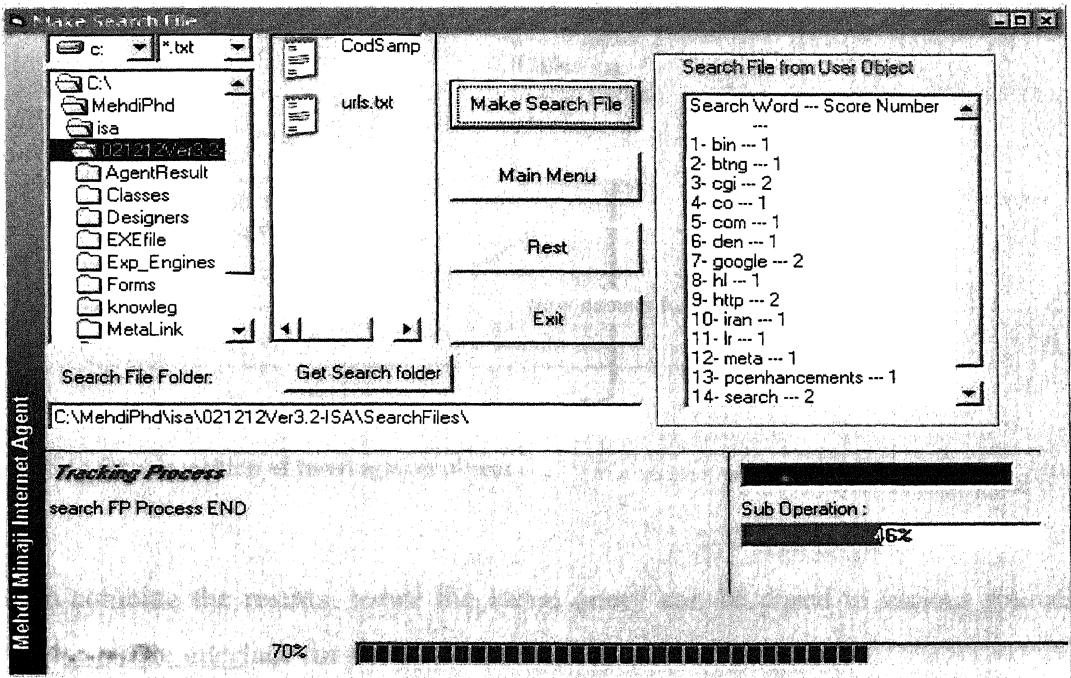 Make Search File
c:
*.txt
C:\
MehdiPhd
isa
021212Ver3.2-
AgentResult
Classes
Designers
EXEfile
Exp_Engines
Forms
knowleg
MetaLink
CodSamp
urls.txt
Make Search File
Main Menu
Rest
Exit
Search File from User Object
Search Word --- Score Number
---
1- bin --- 1
2- btng --- 1
3- cgi --- 2
4- co --- 1
5- com --- 1
6- den --- 1
7- google --- 2
8- hl --- 1
9- http --- 2
10- iran --- 1
11- lr --- 1
12- meta --- 1
13- pcenhancements --- 1
14- search --- 2
Search File Folder:
Get Search folder
C:\MehdiPhd\isa\021212Ver3.2-ISA\SearchFiles\
Mehdi Minaji Internet Agent
Tracking Process
search FP Process END
Sub Operation :
46%
70%